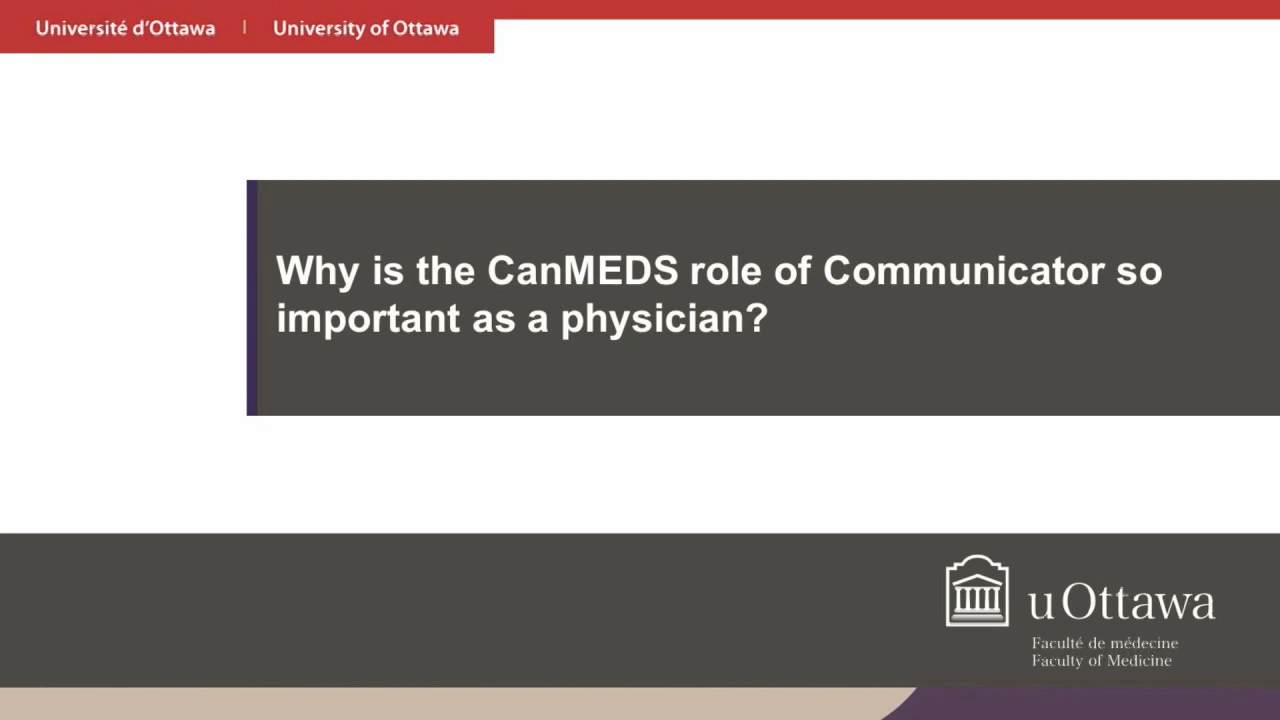 Université d'Ottawa | University of Ottawa
Why is the CanMEDS role of Communicator so
important as a physician?
uOttawa
Faculté de médecine
Faculty of Medicine